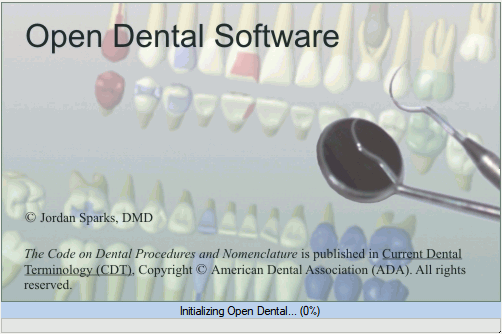 Open Dental Software
© Jordan Sparks, DMD
The Code on Dental Procedures and Nomenclature is published in Current Dental
Terminology (CDT), Copyright © American Dental Association (ADA). All rights
reserved.
Initializing Open Dental... (0%)